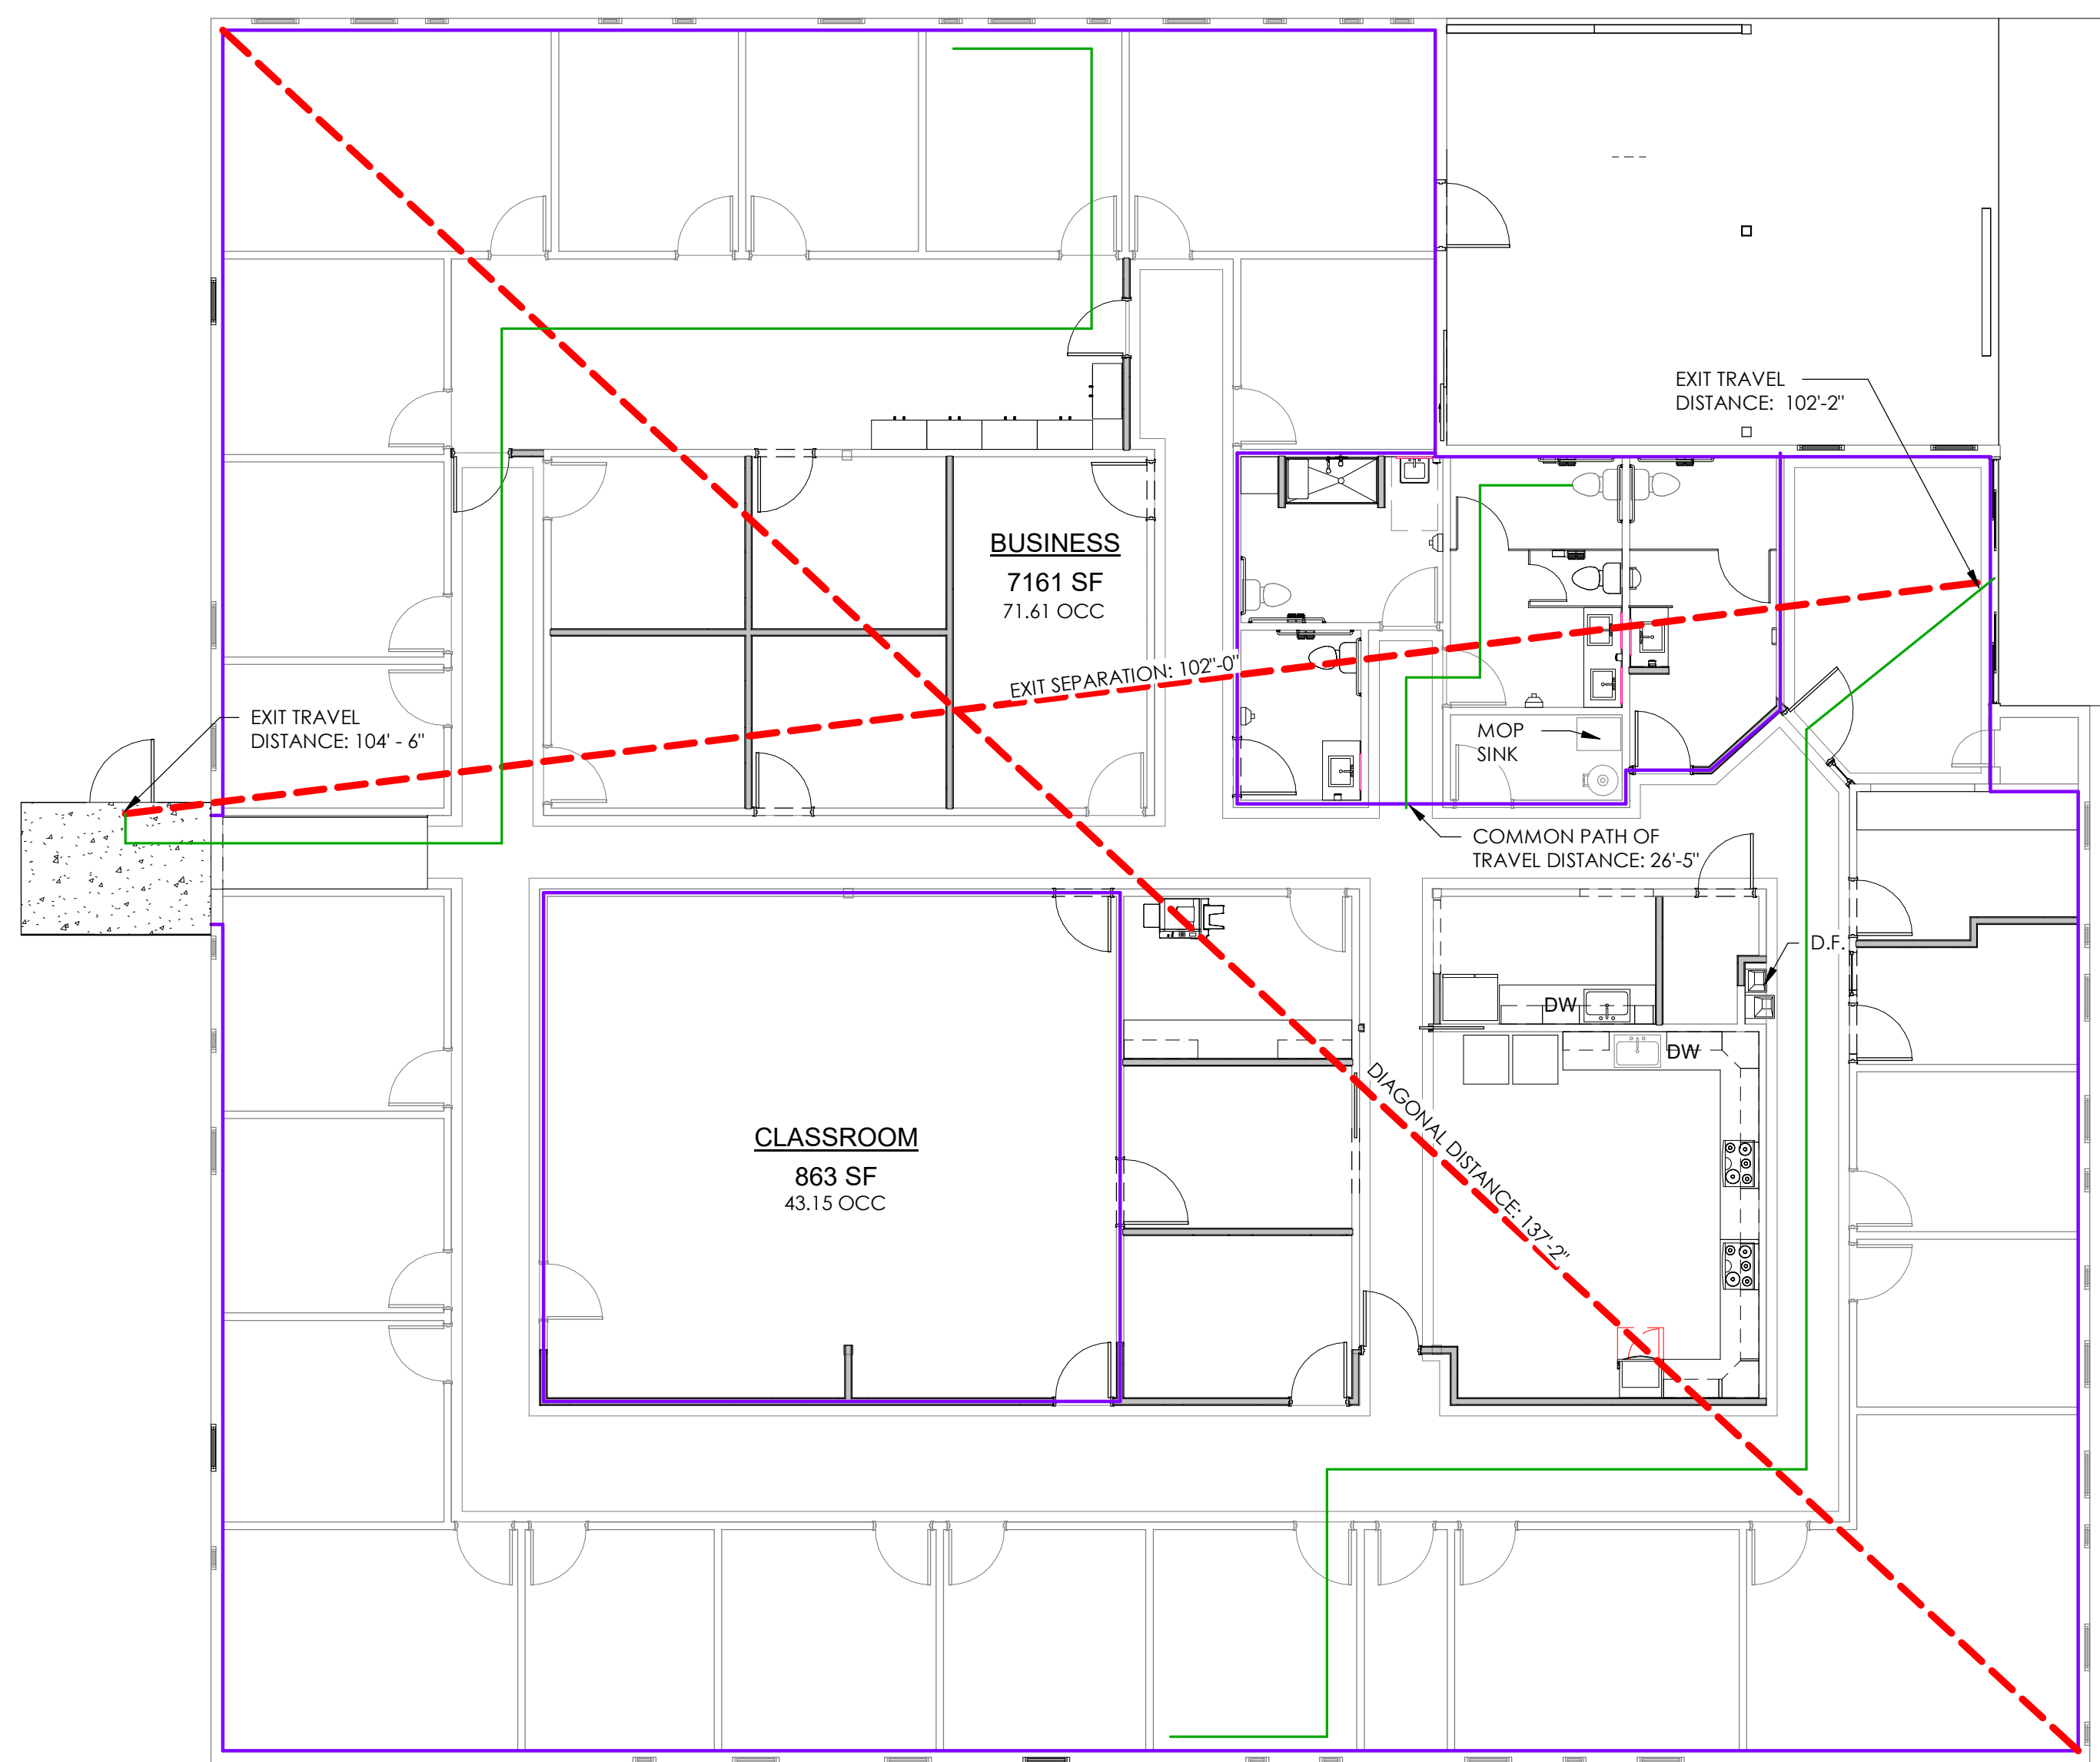 EXIT TRAVEL
DISTANCE: 102'-2"
BUSINESS
7161 SF
71.61 OCC
EXIT SEPARATION: 102"-0"
EXIT TRAVEL
DISTANCE: 104' - 6"
MOP
SINK
COMMON PATH OF
TRAVEL DISTANCE: 26'-5"
D.F.
DW
DW
DIAGONAL DISTANCE: 137'-2"
CLASSROOM
863 SF
43.15 OCC